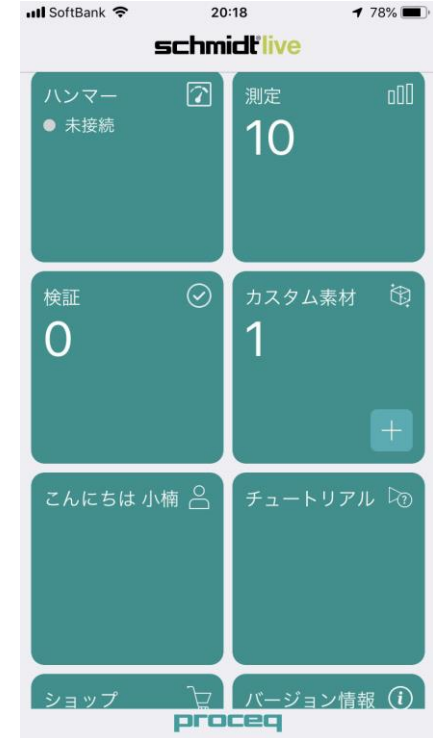 SoftBank 20:18 78%
schmidt live
ハンマー
未接続
測定
10
検証
0
カスタム素材
1
こんにちは 小楠
チュートリアル
ショップ
バージョン情報
proceq